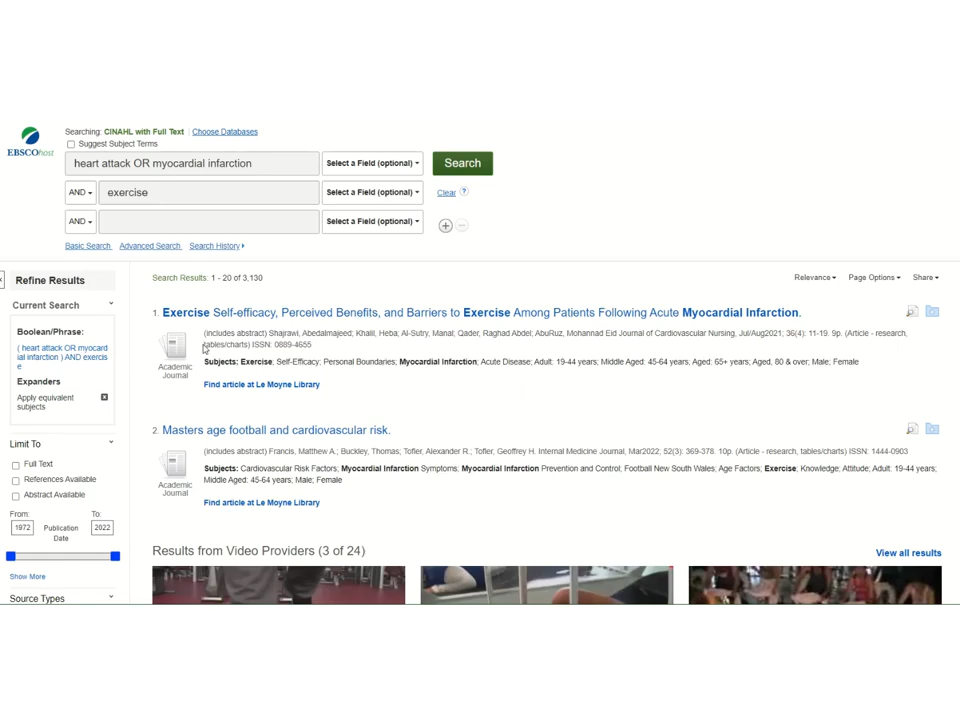 EBSCOhost
Searching: CINAHL with Full Text | Choose Databases
Suggest Subject Terms
heart attack OR myocardial infarction
Select a Field (optional)
Search
AND
exercise
Select a Field (optional)
Clear
?
AND
Select a Field (optional)
Basic Search Advanced Search Search History
Refine Results
Current Search
Boolean/Phrase:
( heart attack OR myocard
ial infarction ) AND exercis
e
Expanders
Apply equivalent
subjects
Limit To
Full Text
References Available
Abstract Available
From: To:
1972 Publication Date 2022
Show More
Source Types
Search Results: 1 - 20 of 3,130
Relevance Page Options Share
1. Exercise Self-efficacy, Perceived Benefits, and Barriers to Exercise Among Patients Following Acute Myocardial Infarction.
(includes abstract) Shajrawi, Abedalmajeed; Khalil, Heba; Al-Sutry, Manal; Qader, Raghad Abdel; AbuRuz, Mohannad Eid Journal of Cardiovascular Nursing, Jul/Aug2021; 36(4): 11-19. 9p. (Article - research,
tables/charts) ISSN: 0889-4655
Academic
Journal
Subjects: Exercise; Self-Efficacy; Personal Boundaries; Myocardial Infarction; Acute Disease; Adult: 19-44 years; Middle Aged: 45-64 years; Aged: 65+ years; Aged, 80 & over; Male; Female
Find article at Le Moyne Library
2. Masters age football and cardiovascular risk.
(includes abstract) Francis, Matthew A.; Buckley, Thomas; Tofler, Alexander R.; Tofler, Geoffrey H. Internal Medicine Journal, Mar2022; 52(3): 369-378. 10p. (Article - research, tables/charts) ISSN: 1444-0903
Academic
Journal
Subjects: Cardiovascular Risk Factors; Myocardial Infarction Symptoms; Myocardial Infarction Prevention and Control; Football New South Wales; Age Factors; Exercise; Knowledge; Attitude; Adult: 19-44 years;
Middle Aged: 45-64 years; Male; Female
Find article at Le Moyne Library
Results from Video Providers (3 of 24)
View all results